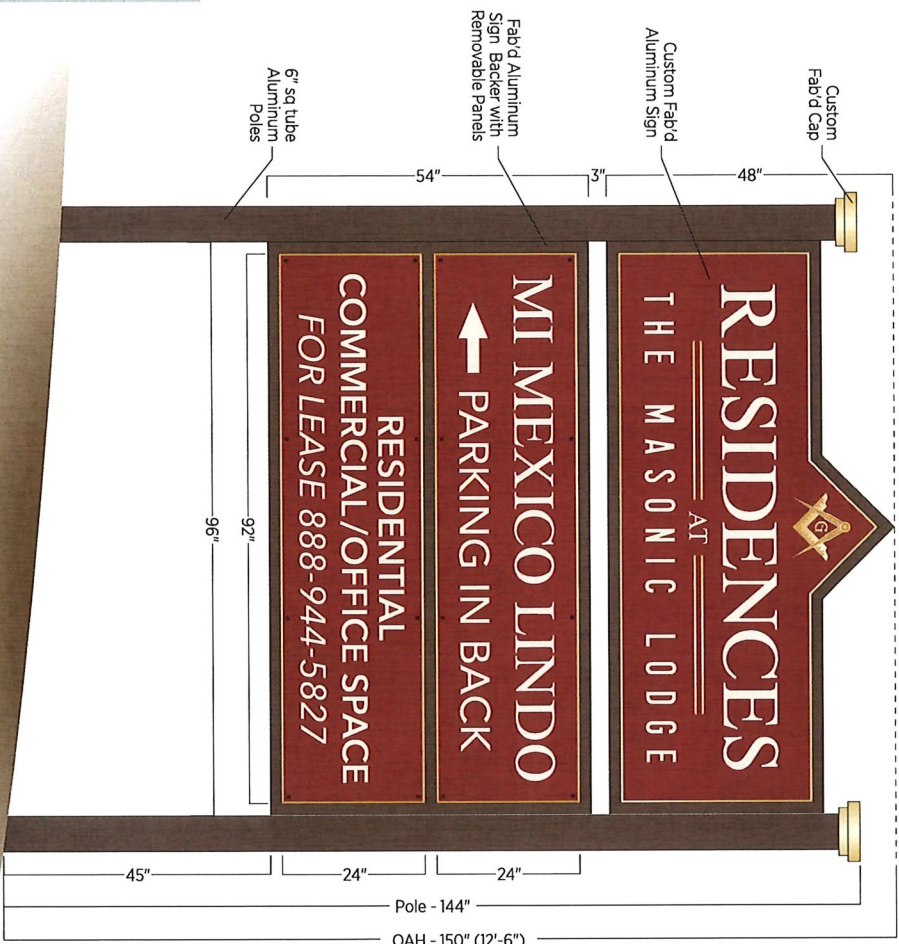 Custom
Fab'd Cap
Custom Fab'd
Aluminum Sign
Fab'd Aluminum
Sign Backer with
Removable Panels
6" sq tube
Aluminum
Poles
48"
3"
54"
G
RESIDENCES
AT
THE MASONIC LODGE
MI MEXICO LINDO
PARKING IN BACK
RESIDENTIAL
COMMERCIAL/OFFICE SPACE
FOR LEASE 888-944-5827
92"
96"
24"
24"
45"
Pole - 144"
OAH - 150" (12'-6")